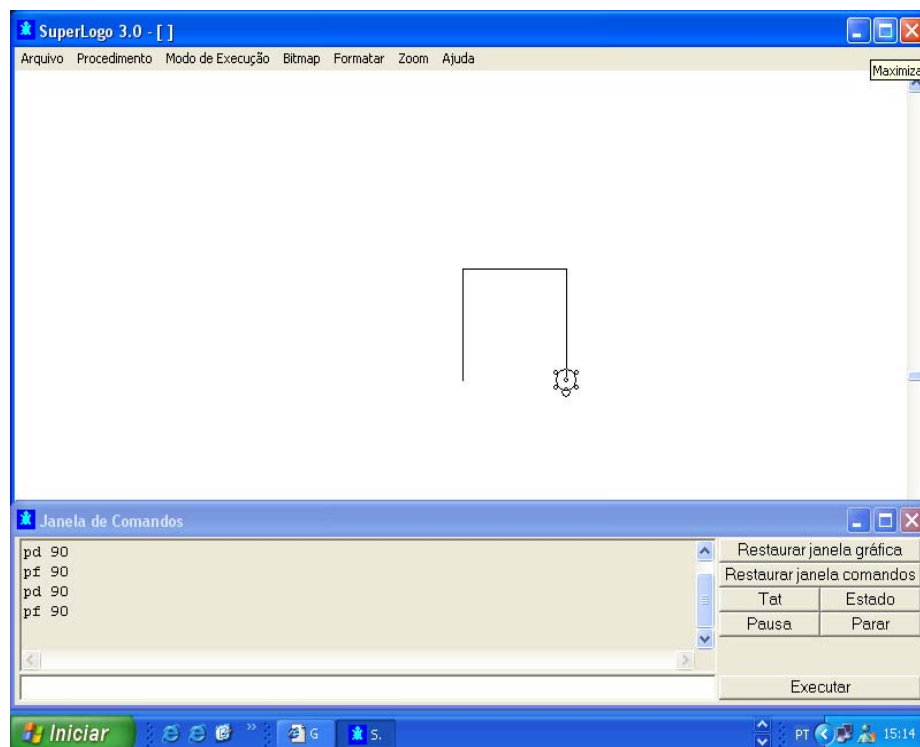 SuperLogo 3.0 - [ ]
Arquivo Procedimento Modo de Execução Bitmap Formatar Zoom Ajuda
Maximiza
Janela de Comandos
pd 90
pf 90
pd 90
pf 90
Restaurar janela gráfica
Restaurar janela comandos
Tat Estado
Pausa Parar
Executar
Iniciar » G S. PT 15:14